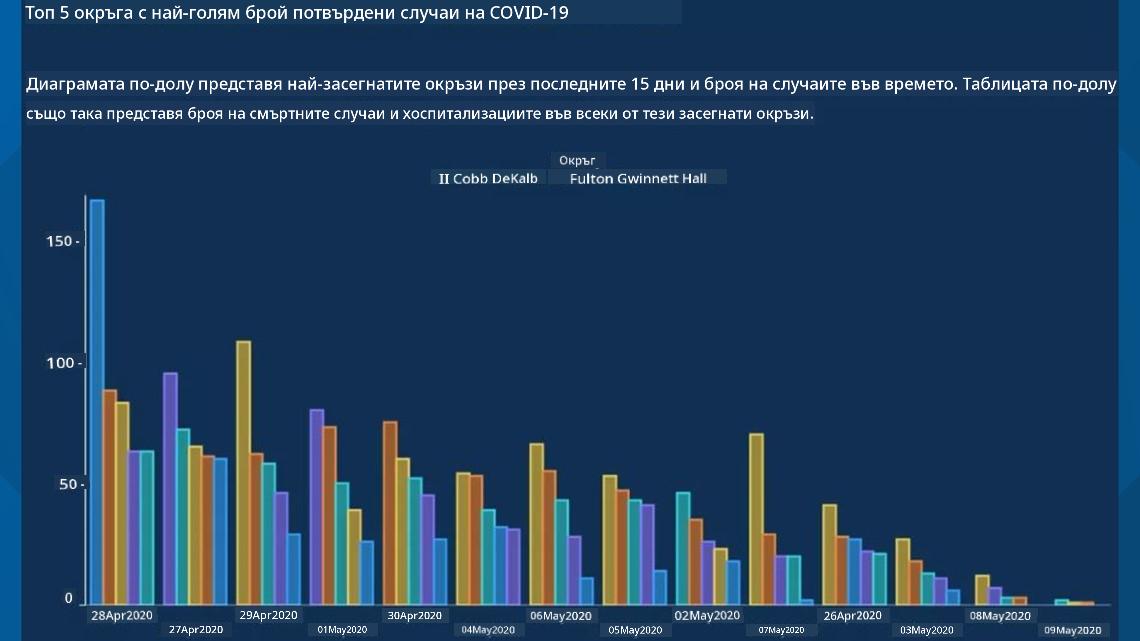 Топ 5 окръга с най-голям брой потвърдени случаи на COVID-19
Диаграмата по-долу представя най-засегнатите окръзи през последните 15 дни и броя на случаите във времето. Таблицата по-долу
също така представя броя на смъртните случаи и хоспитализациите във всеки от тези засегнати окръзи.
Окръг
II Cobb DeKalb Fulton Gwinnett Hall
150 -
100 -
50 -
0
28Apr2020 29Apr2020 30Apr2020 06May2020 02May2020 26Apr2020 08May2020
27Apr2020 01May2020 04May2020 05May2020 07May2020 03May2020 09May2020